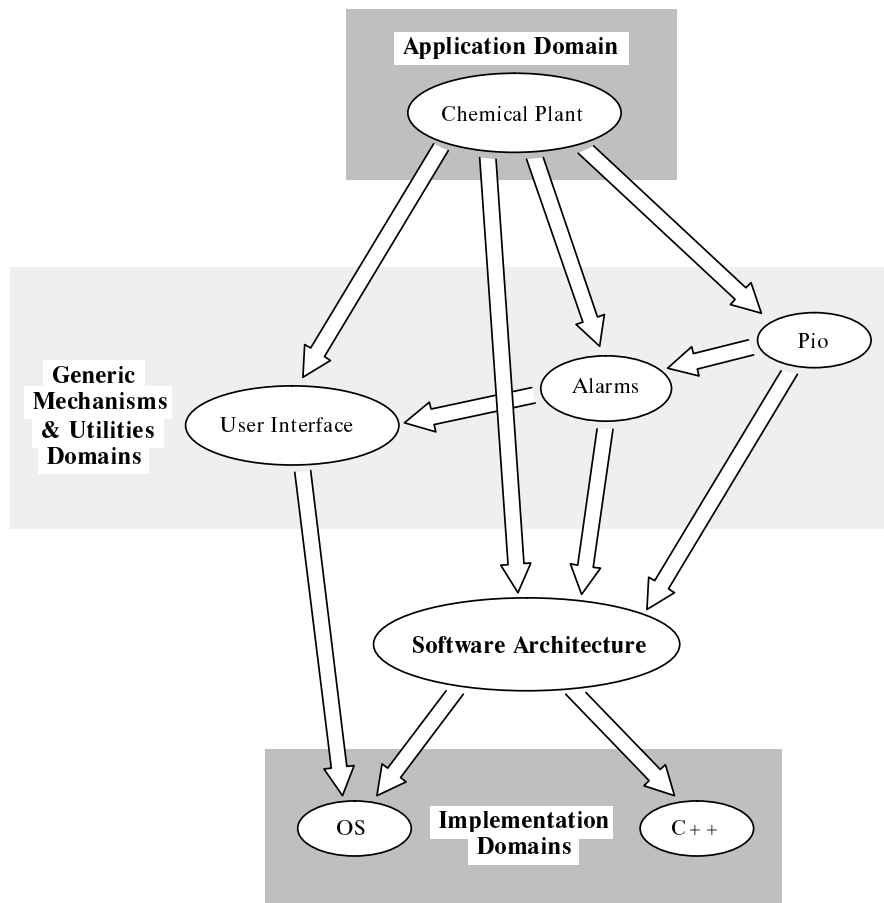 Application Domain
Chemical Plant
Pio
Generic
Mechanisms
& Utilities
Domains
Alarms
User Interface
Software Architecture
OS
Implementation
Domains
C++